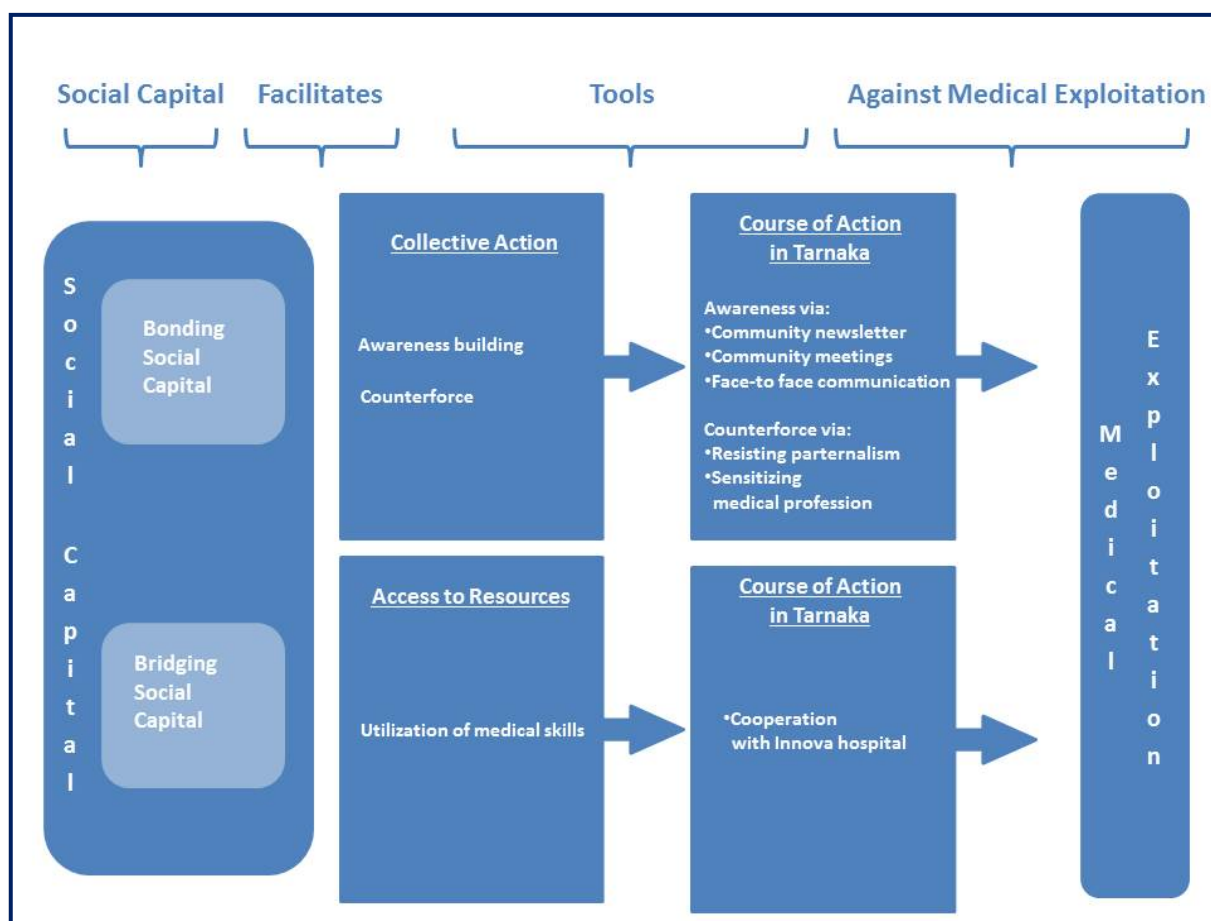 Social Capital
Facilitates
Tools
Against Medical Exploitation
Social Capital
Bonding
Social
Capital
Bridging
Social
Capital
Collective Action
Awareness building
Counterforce
Course of Action
in Tarnaka
Awareness via:
•Community newsletter
•Community meetings
•Face-to face communication
Counterforce via:
•Resisting parternalism
•Sensitizing
medical profession
Access to Resources
Utilization of medical skills
Course of Action
in Tarnaka
•Cooperation
with Innova hospital
Medical
Exploitation